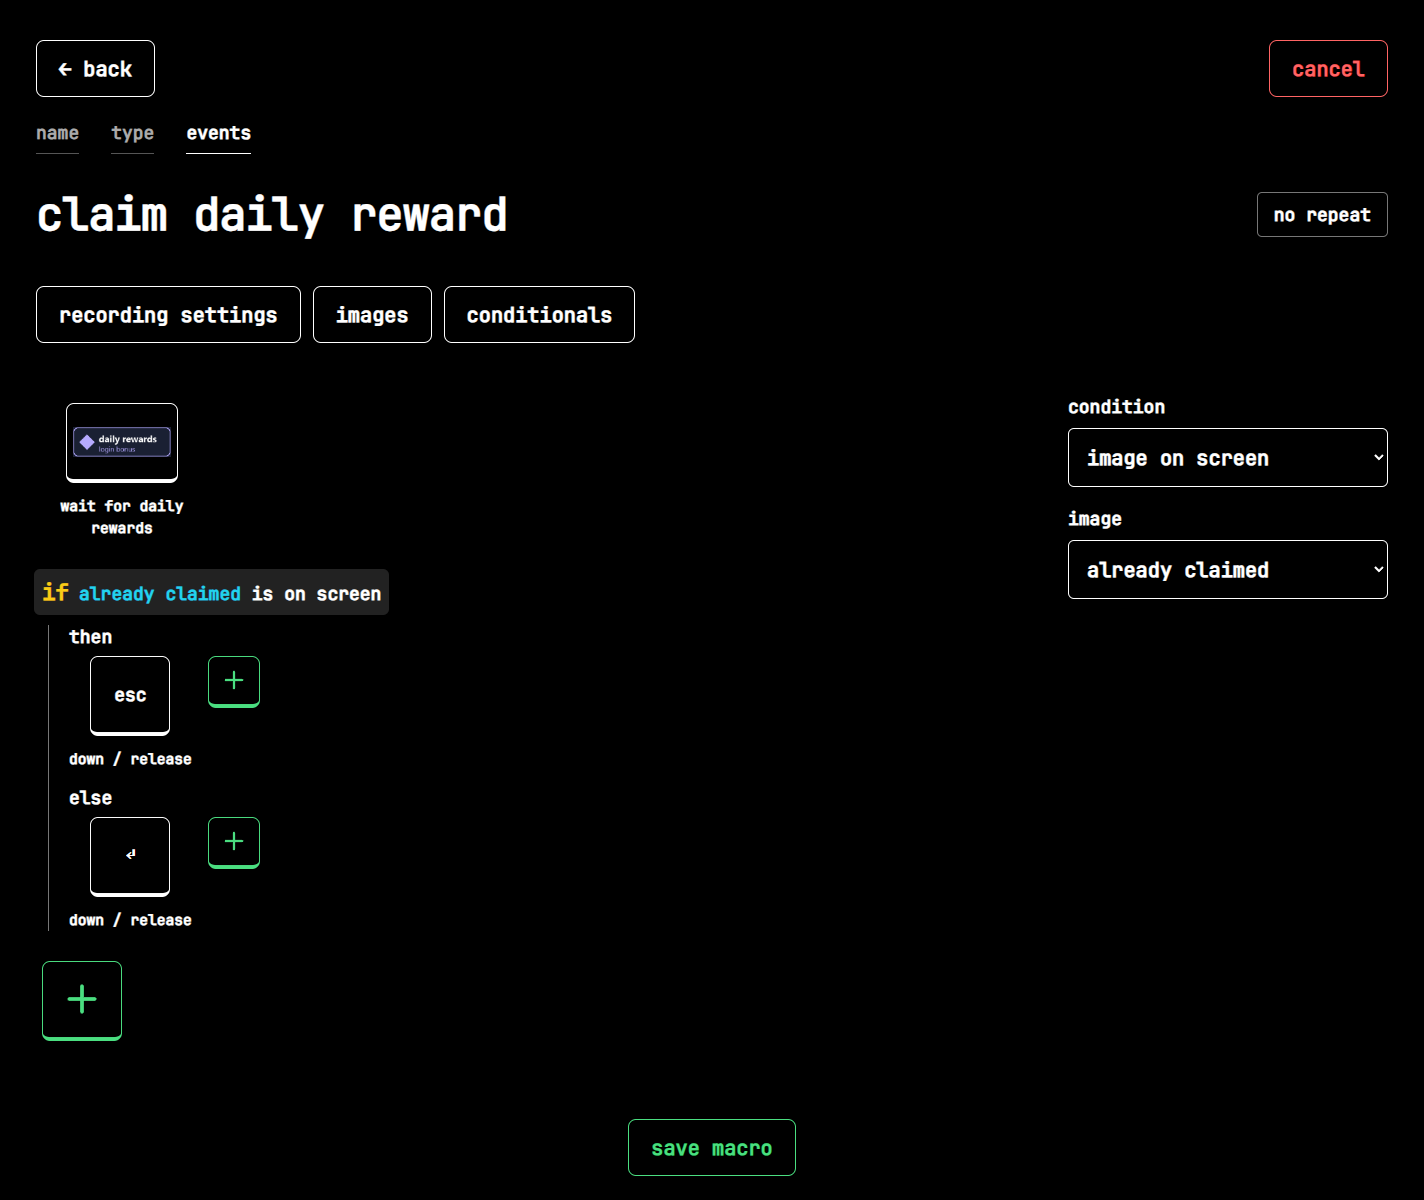 ← back
cancel
name type events
claim daily reward
no repeat
recording settings
images
conditionals
daily rewards
login bonus
wait for daily
rewards
condition
image on screen
image
already claimed
if already claimed is on screen
then
esc
+
down / release
else
↲
+
down / release
+
save macro